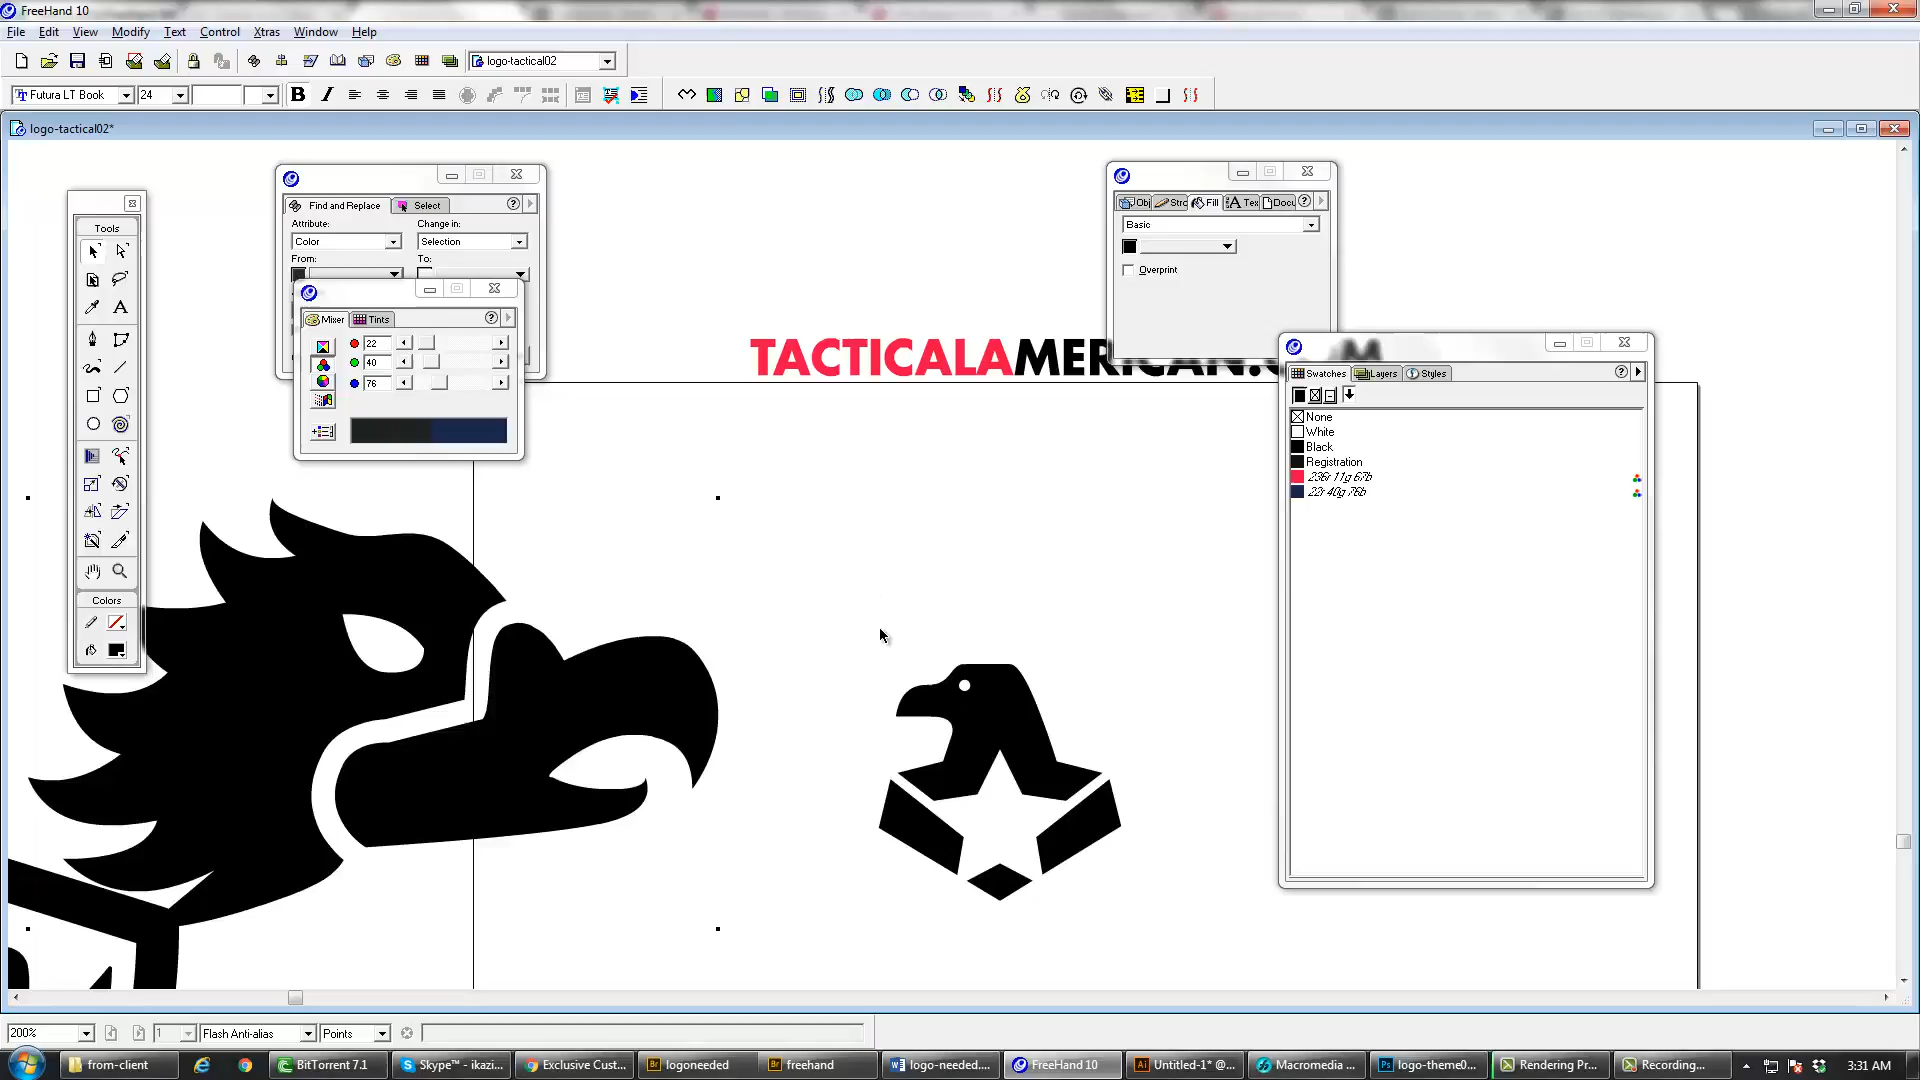 FreeHand 10
File Edit View Modify Text Control Xtras Window Help
logo-tactical02
Futura LT Book 24 B I
logo-tactical02*
Tools
Colors
Find and Replace Select
Attribute: Change in:
Color Selection
From: To:
Mixer Tints
22
40
76
Obj Stro Fill Tex Docu
Basic
Overprint
TACTICALAMERICAN.
Swatches Layers Styles
None
White
Black
Registration
236r 11g 67b
22r 40g 76b
200% 1 Flash Anti-alias Points
from-client BitTorrent 7.1 Skype™ - ikazi... Exclusive Cust... logoneeded freehand logo-needed.... FreeHand 10 Untitled-1* @... Macromedia ... logo-theme0... Rendering Pr... Recording... 3:31 AM